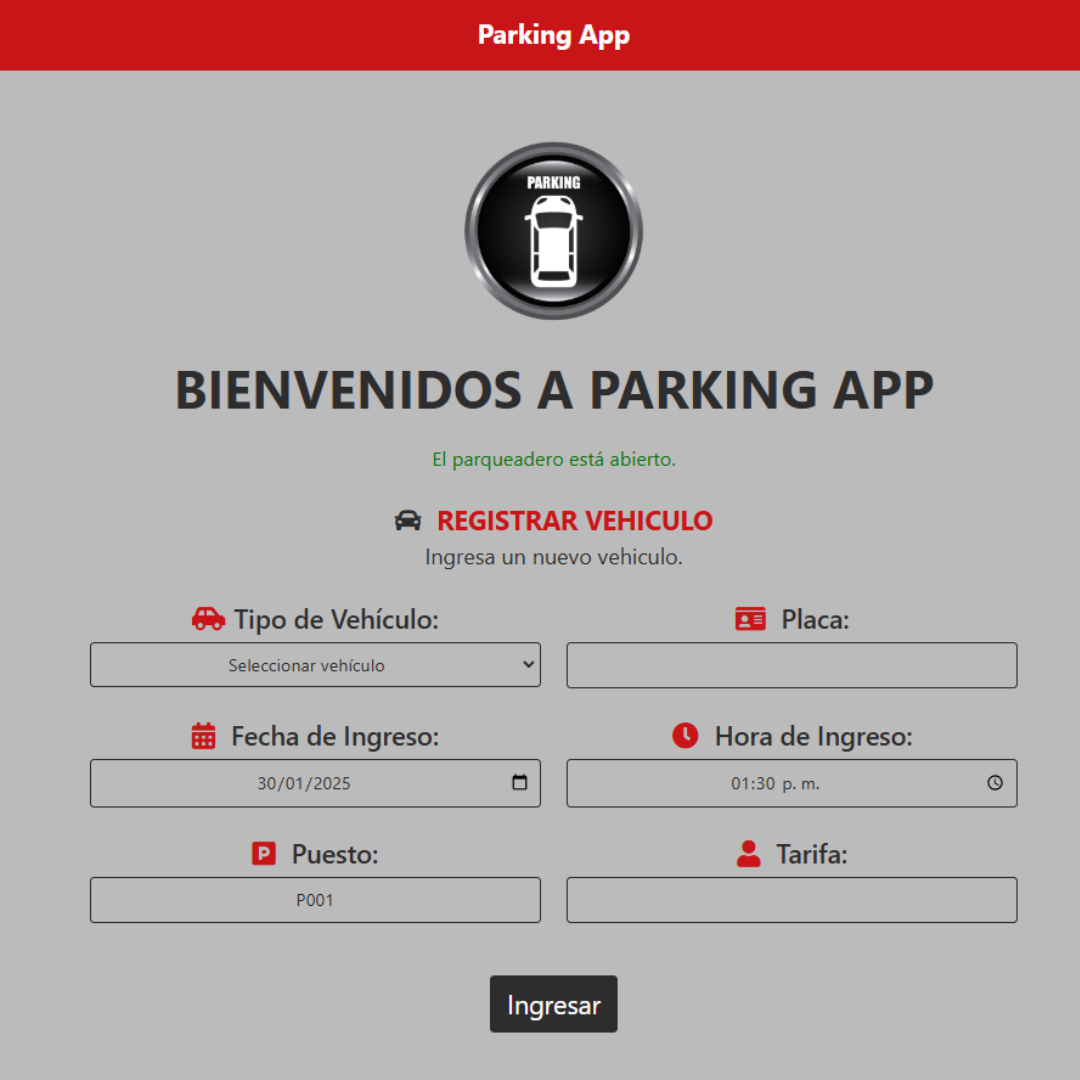 Parking App
PARKING
BIENVENIDOS A PARKING APP
El parqueadero está abierto.
REGISTRAR VEHICULO
Ingresa un nuevo vehiculo.
Tipo de Vehículo:
Placa:
Seleccionar vehículo
Fecha de Ingreso:
Hora de Ingreso:
30/01/2025
01:30 p. m.
P Puesto:
Tarifa:
P001
Ingresar